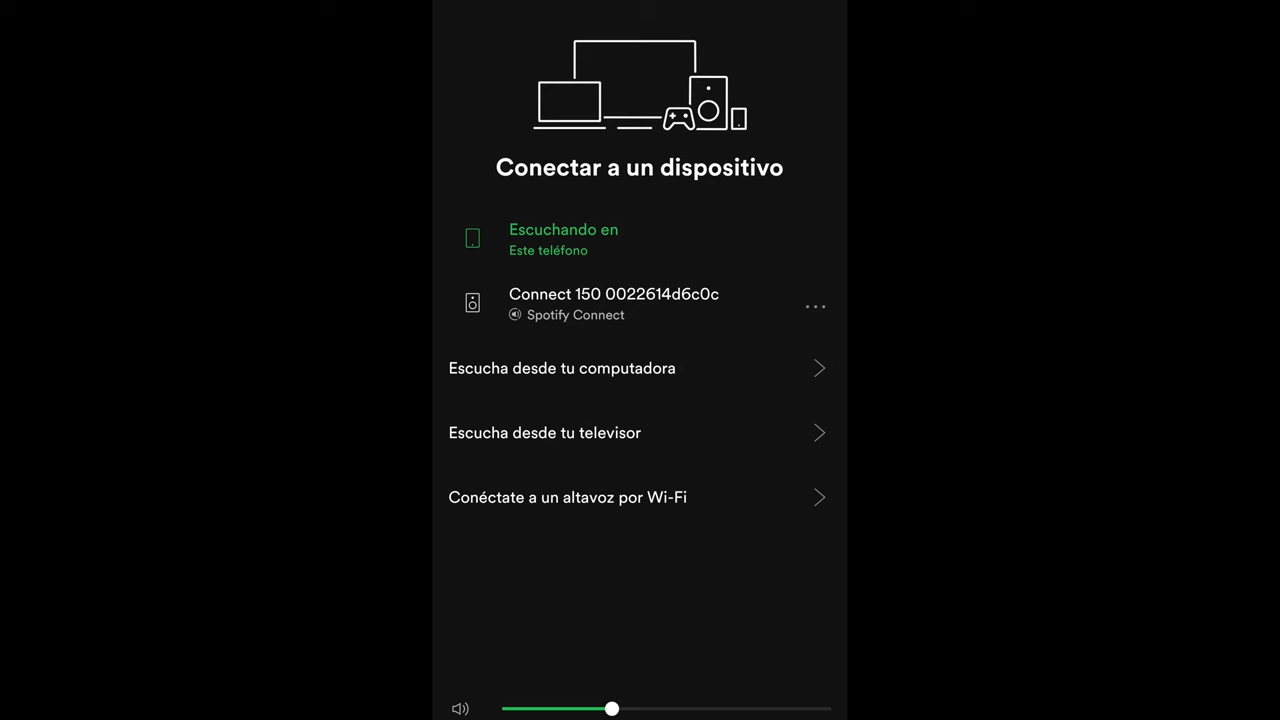 Conectar a un dispositivo
Escuchando en
Este teléfono
Connect 150 0022614d6c0c
Spotify Connect
Escucha desde tu computadora
Escucha desde tu televisor
Conéctate a un altavoz por Wi-Fi